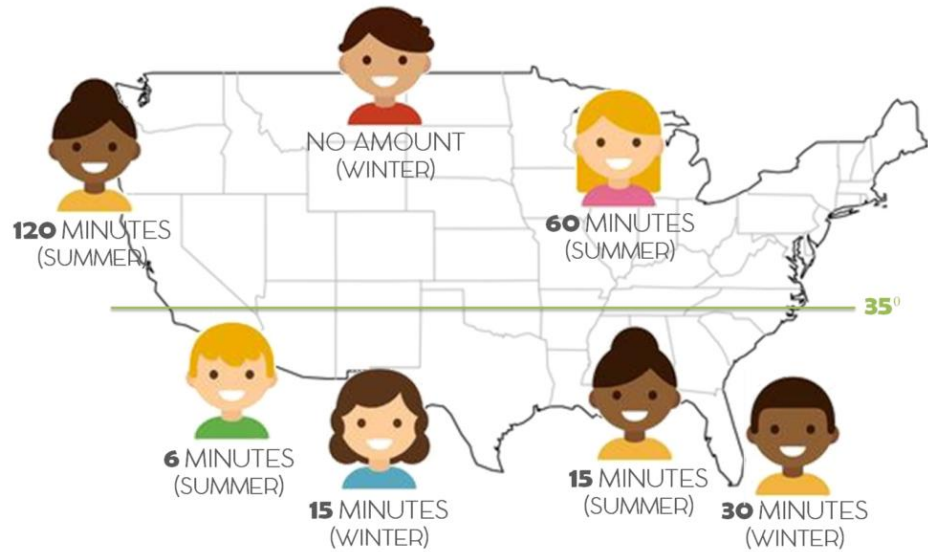 NO AMOUNT
(WINTER)
120 MINUTES
(SUMMER)
60 MINUTES
(SUMMER)
35⁰
6 MINUTES
(SUMMER)
15 MINUTES
(WINTER)
15 MINUTES
(SUMMER)
30 MINUTES
(WINTER)